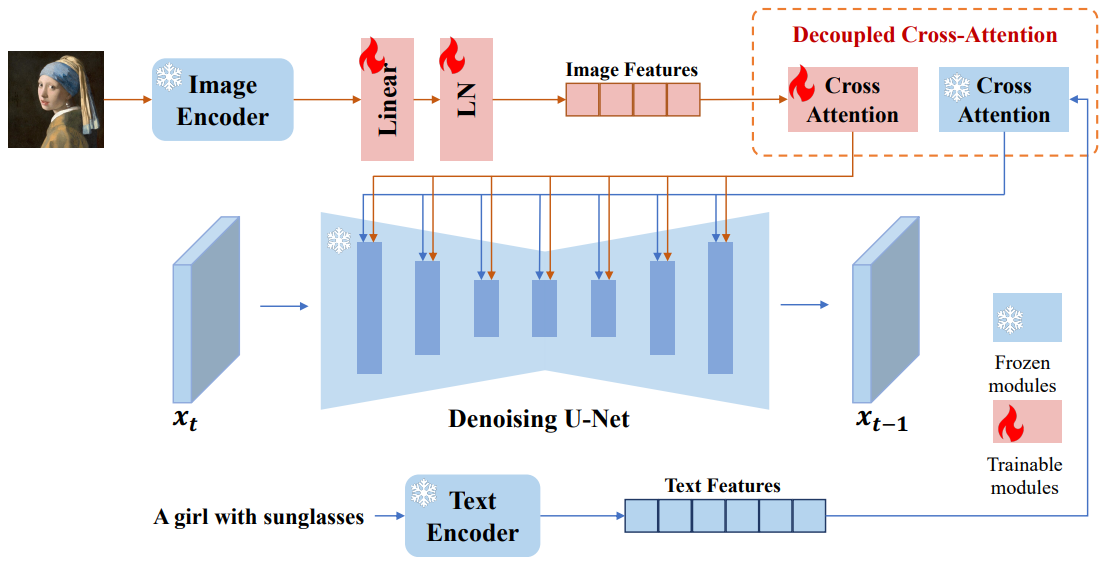 Decoupled Cross-Attention
Image
Encoder
Linear
LN
Image Features
Cross
Attention
Cross
Attention
x_t
Denoising U-Net
x_{t-1}
Frozen
modules
Trainable
modules
A girl with sunglasses
Text
Encoder
Text Features